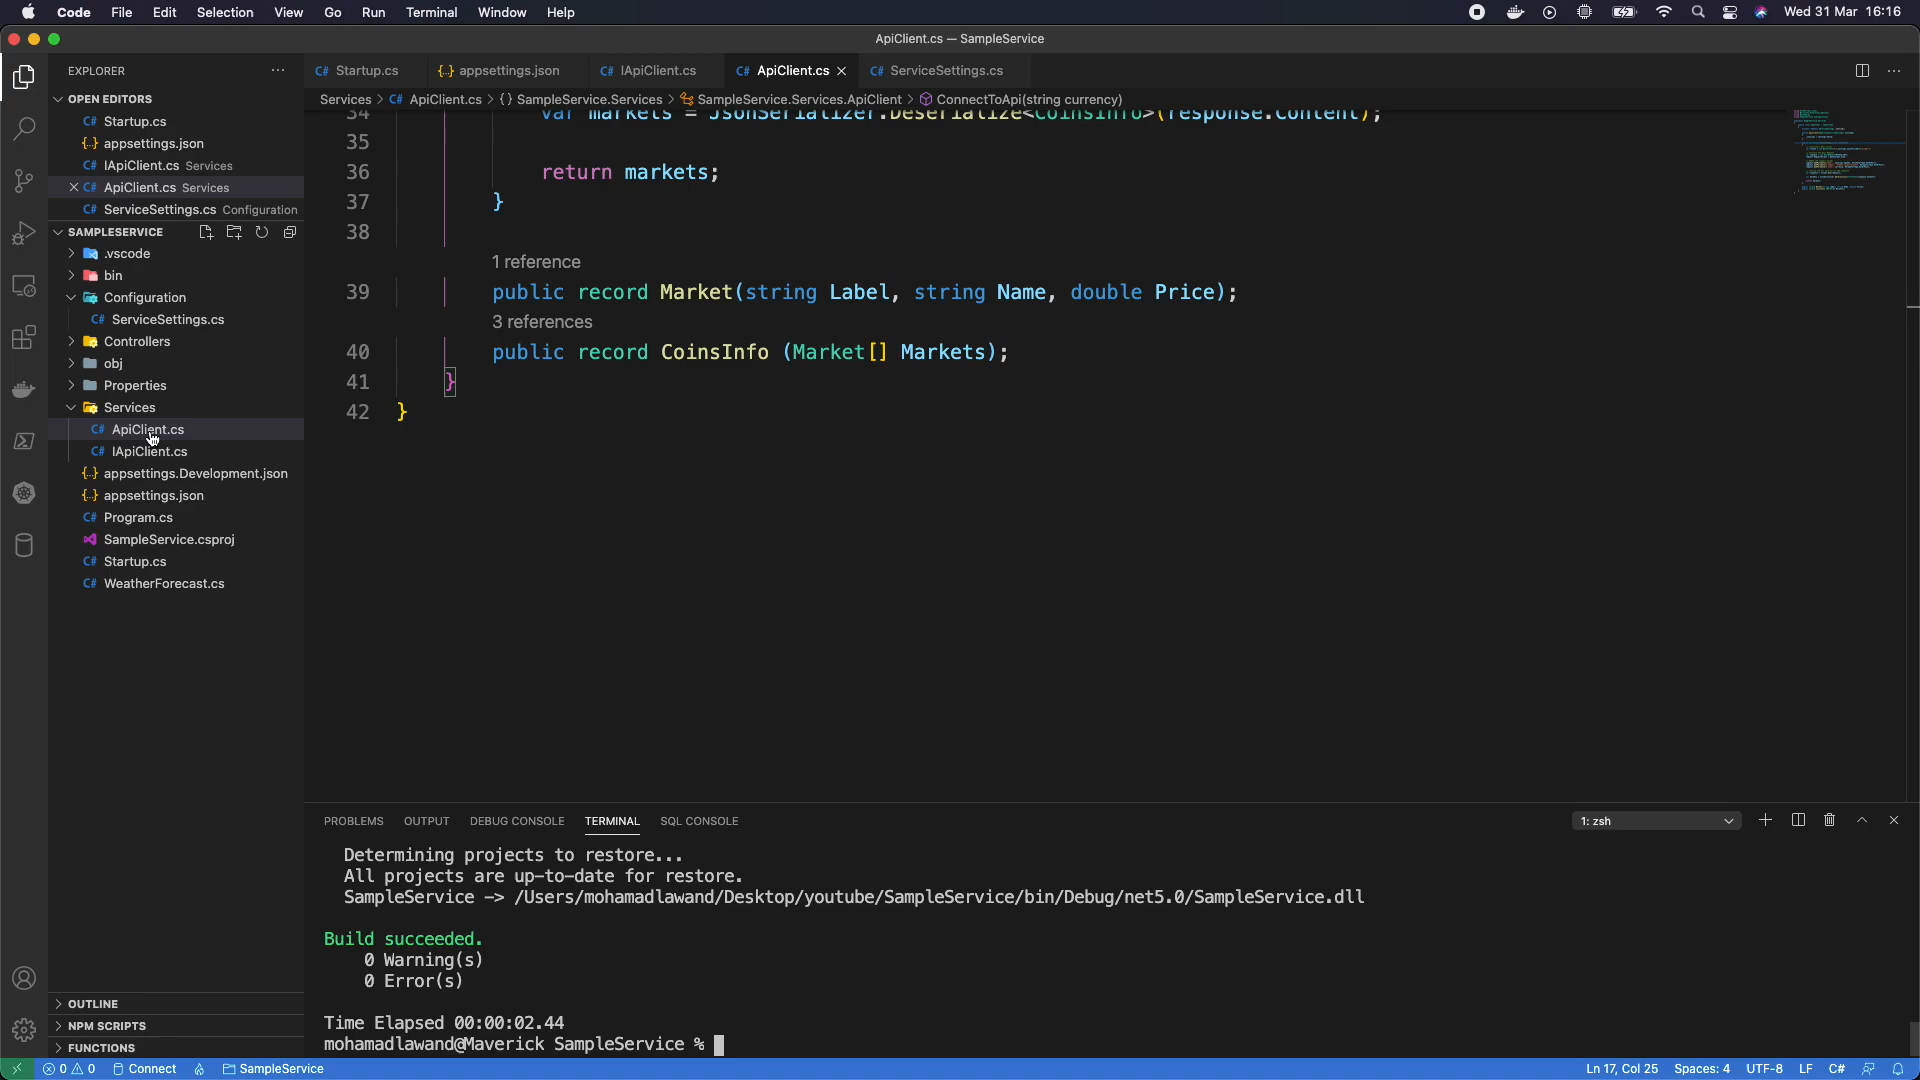 Code File Edit Selection View Go Run Terminal Window Help Wed 31 Mar 16:16
ApiClient.cs — SampleService
EXPLORER
Startup.cs appsettings.json IApiClient.cs ApiClient.cs ServiceSettings.cs
Services > ApiClient.cs > {} SampleService.Services > SampleService.Services.ApiClient > ConnectToApi(string currency)
OPEN EDITORS
C# Startup.cs
{..} appsettings.json
C# IApiClient.cs Services
C# ApiClient.cs Services
C# ServiceSettings.cs Configuration
SAMPLESERVICE
.vscode
bin
Configuration
C# ServiceSettings.cs
Controllers
obj
Properties
Services
C# ApiClient.cs
C# IApiClient.cs
{..} appsettings.Development.json
{..} appsettings.json
C# Program.cs
SampleService.csproj
C# Startup.cs
C# WeatherForecast.cs
OUTLINE
NPM SCRIPTS
FUNCTIONS
34 var markets = JsonSerializer.Deserialize<CoinsInfo>(response.Content);
35
36 return markets;
37 }
38
1 reference
39 public record Market(string Label, string Name, double Price);
3 references
40 public record CoinsInfo (Market[] Markets);
41 }
42 }
PROBLEMS OUTPUT DEBUG CONSOLE TERMINAL SQL CONSOLE 1: zsh
Determining projects to restore...
All projects are up-to-date for restore.
SampleService -> /Users/mohamadlawand/Desktop/youtube/SampleService/bin/Debug/net5.0/SampleService.dll
Build succeeded.
0 Warning(s)
0 Error(s)
Time Elapsed 00:00:02.44
mohamadlawand@Maverick SampleService %
0 0 Connect SampleService Ln 17, Col 25 Spaces: 4 UTF-8 LF C#